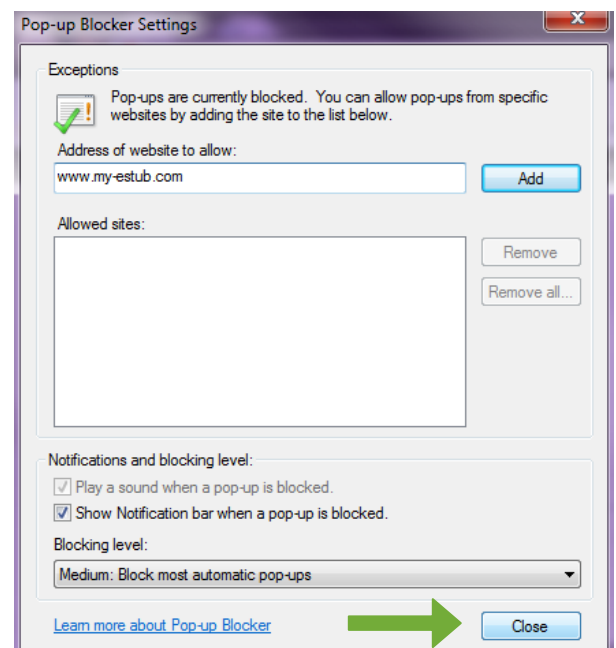 Pop-up Blocker Settings
Exceptions
Pop-ups are currently blocked. You can allow pop-ups from specific
websites by adding the site to the list below.
Address of website to allow:
www.my-estub.com
Add
Allowed sites:
Remove
Remove all...
Notifications and blocking level:
Play a sound when a pop-up is blocked.
Show Notification bar when a pop-up is blocked.
Blocking level:
Medium: Block most automatic pop-ups
Learn more about Pop-up Blocker
Close